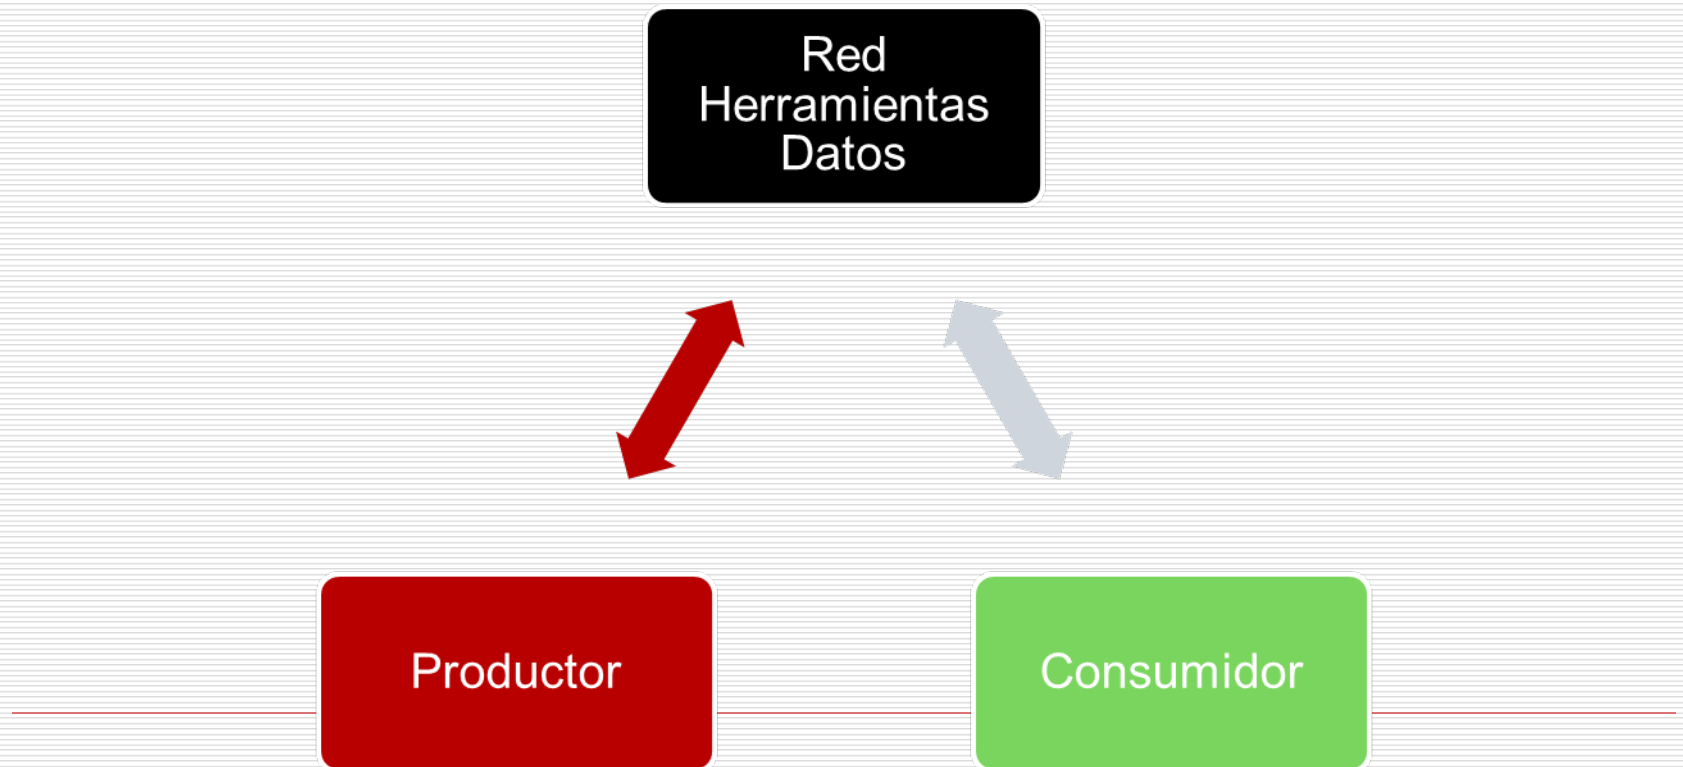 Red
Herramientas
Datos
Productor
Consumidor